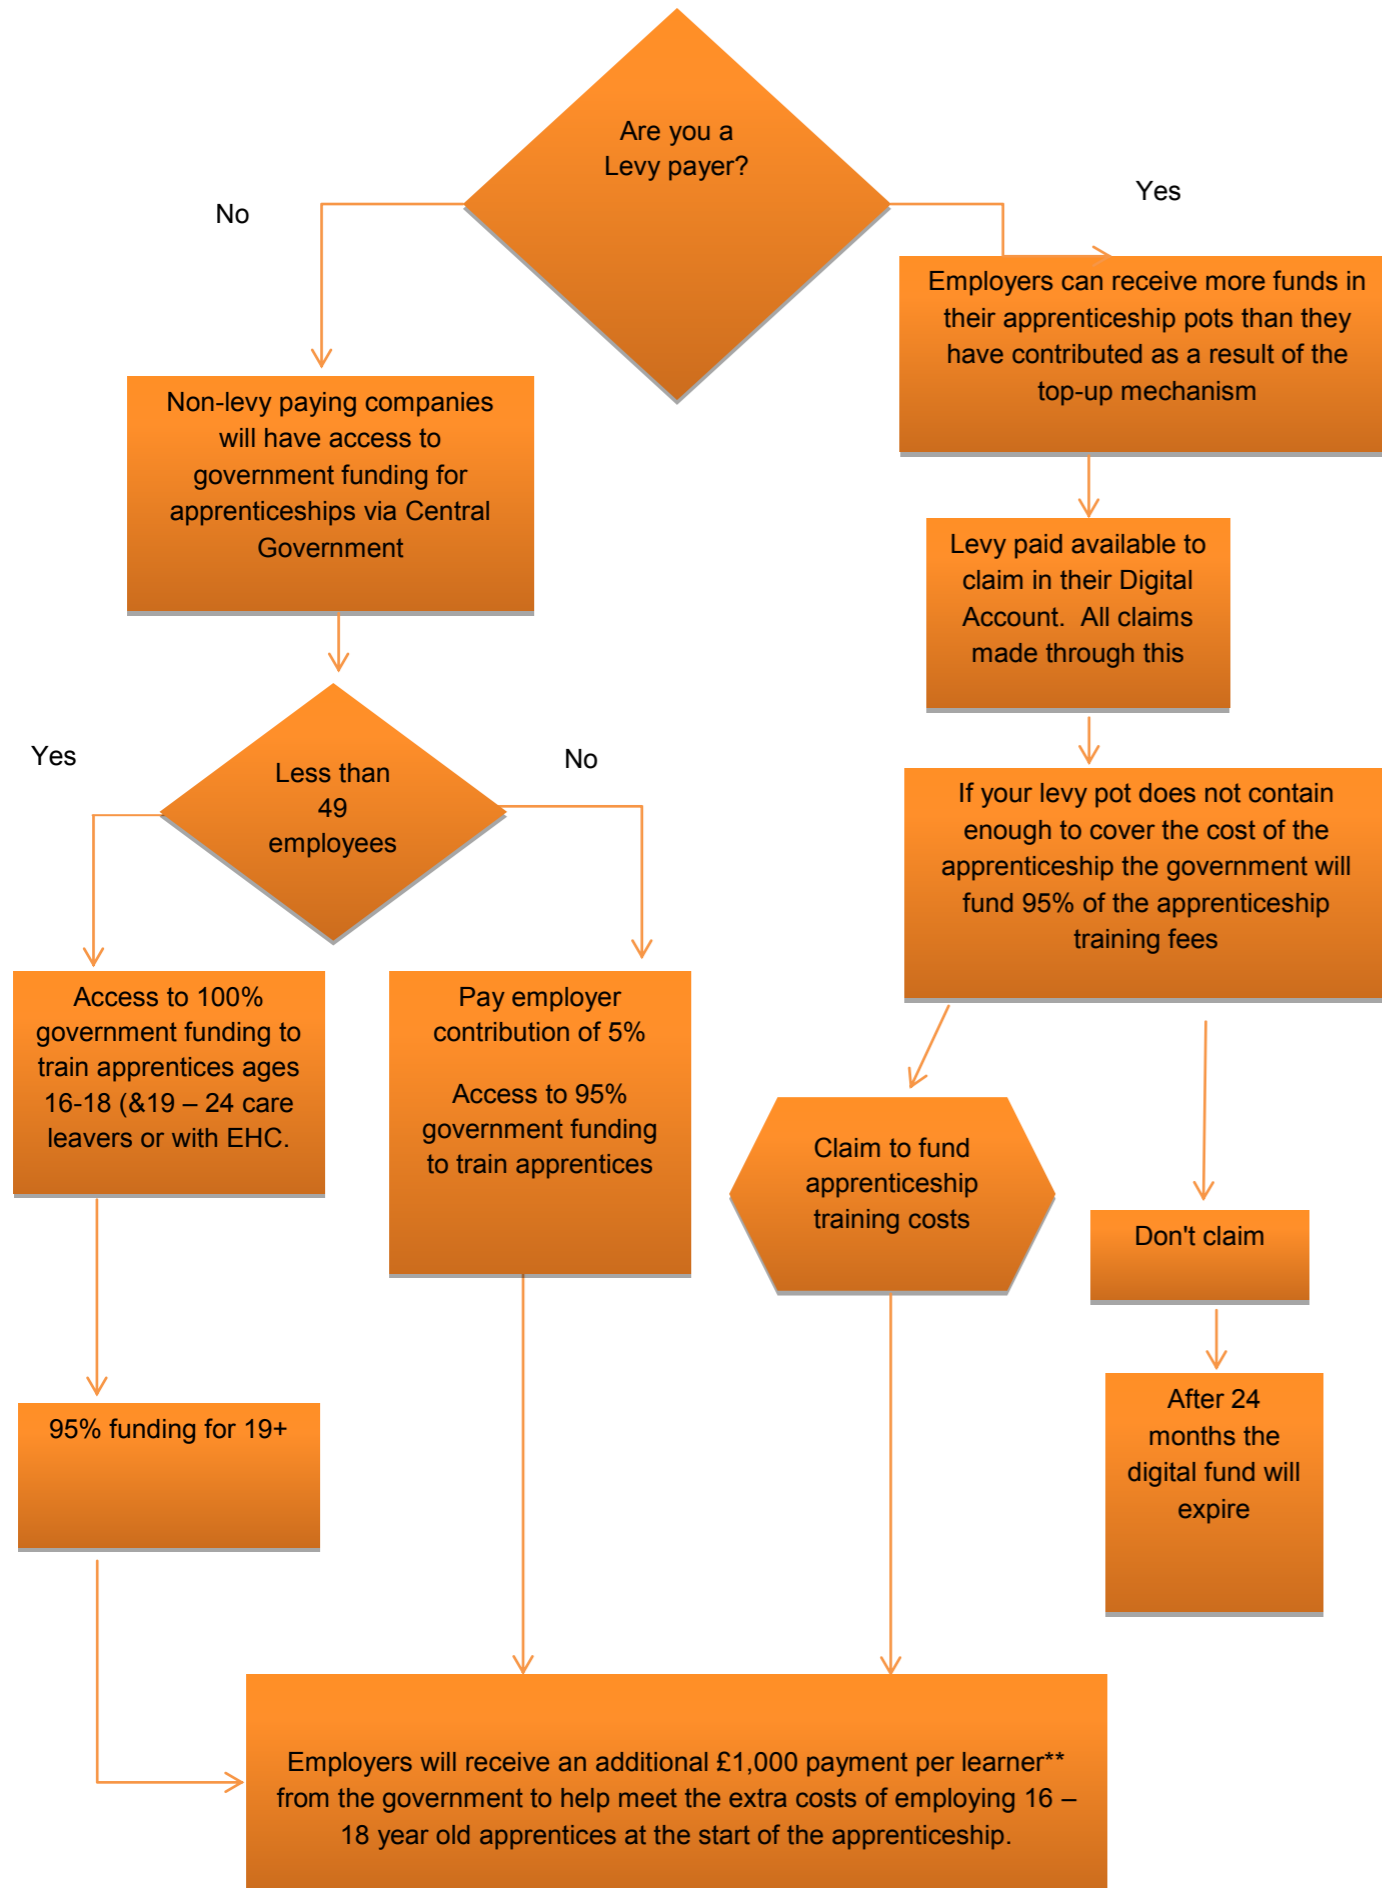 Are you a
Levy payer?
No
Yes
Employers can receive more funds in
their apprenticeship pots than they
have contributed as a result of the
top-up mechanism
Non-levy paying companies
will have access to
government funding for
apprenticeships via Central
Government
Levy paid available to
claim in their Digital
Account.  All claims
made through this
Yes
Less than
49
employees
No
If your levy pot does not contain
enough to cover the cost of the
apprenticeship the government will
fund 95% of the apprenticeship
training fees
Access to 100%
government funding to
train apprentices ages
16-18 (&19 – 24 care
leavers or with EHC.
Pay employer
contribution of 5%
Access to 95%
government funding
to train apprentices
Claim to fund
apprenticeship
training costs
Don't claim
95% funding for 19+
After 24
months the
digital fund will
expire
Employers will receive an additional £1,000 payment per learner**
from the government to help meet the extra costs of employing 16 –
18 year old apprentices at the start of the apprenticeship.